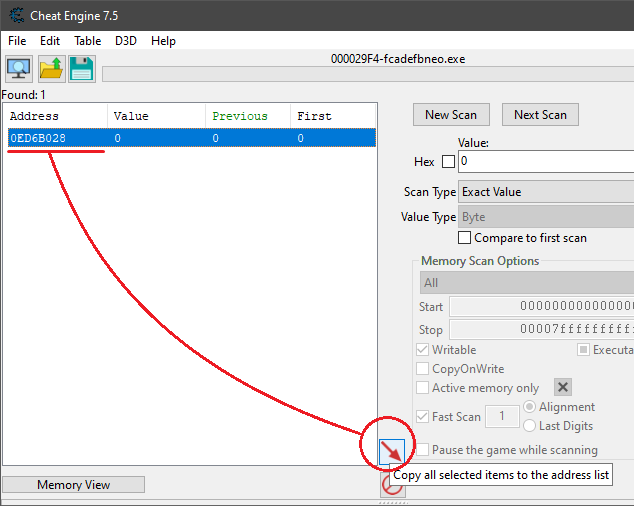 Cheat Engine 7.5
File Edit Table D3D Help
000029F4-fcadefbneo.exe
Found: 1
Address Value Previous First
0ED6B028 0 0 0
New Scan Next Scan
Value:
Hex 0
Scan Type Exact Value
Value Type Byte
Compare to first scan
Memory Scan Options
All
Start 0000000000000000
Stop 00007fffffffff
Writable Executa
CopyOnWrite
Active memory only
Fast Scan 1 Alignment
Last Digits
Pause the game while scanning
Copy all selected items to the address list
Memory View